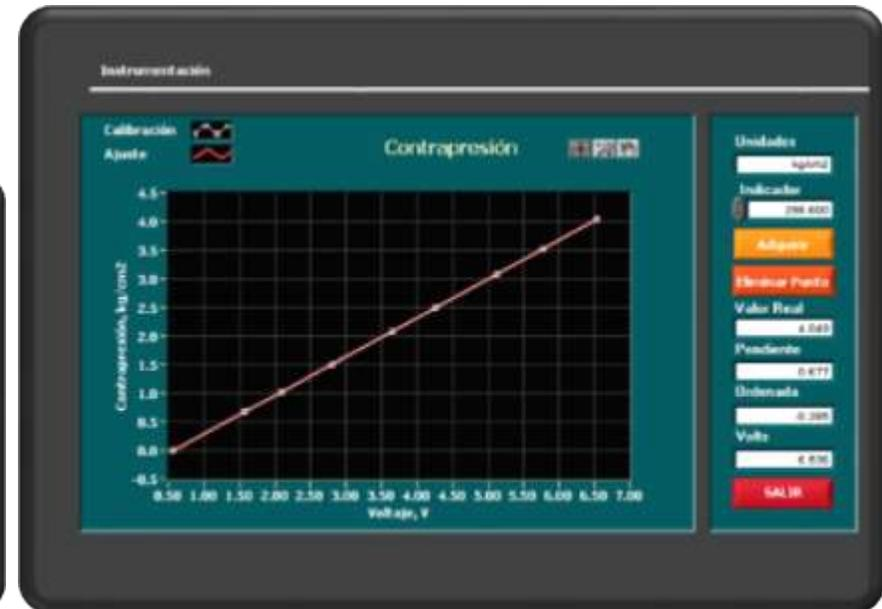 Instrumentación
Calibración
Ajuste
Contrapresión
4.5
4.0
3.5
3.0
2.5
2.0
1.5
1.0
0.5
0.0
-0.5
Contrapresión, kg/cm2
0.50 1.00 1.50 2.00 2.50 3.00 3.50 4.00 4.50 5.00 5.50 6.00 6.50 7.00
Voltaje, V
Unidades
kg/cm2
Indicador
Adquirir
Eliminar Punto
Valor Real
Pendiente
0.677
Ordenada
Volts
SALIR